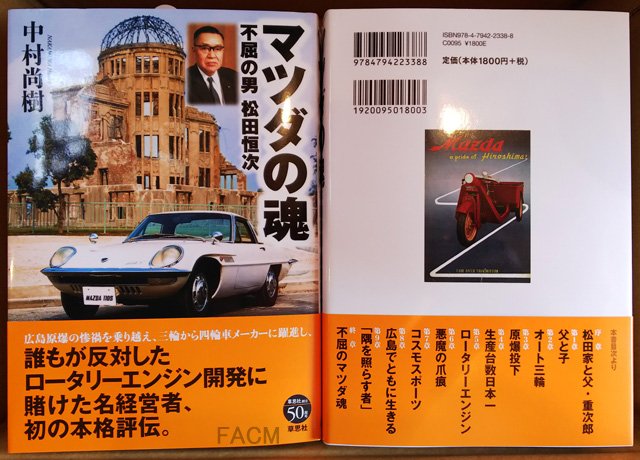 中村尚樹
マツダの魂
不屈の男 松田恒次
MAZDA 110S
広島原爆の惨禍を乗り越え、三輪から四輪車メーカーに躍進し、
誰もが反対した
ロータリーエンジン開発に
賭けた名経営者、
初の本格評伝。
草思社
50
草思社
FACM
ISBN978-4-7942-2338-8
C0095 ¥1800E
定価(本体1800円+税)
9784794223388
1920095018003
Mazda
a pride of Hiroshima
本書目次より
序章
松田家と父・重次郎
第1章
父と子
第2章
オート三輪
第3章
原爆投下
第4章
生産台数日本一
第5章
ロータリーエンジン
第6章
悪魔の爪痕
第7章
コスモスポーツ
第8章
広島でともに生きる
第9章
「隅を照らす者」
終章
不屈のマツダ魂